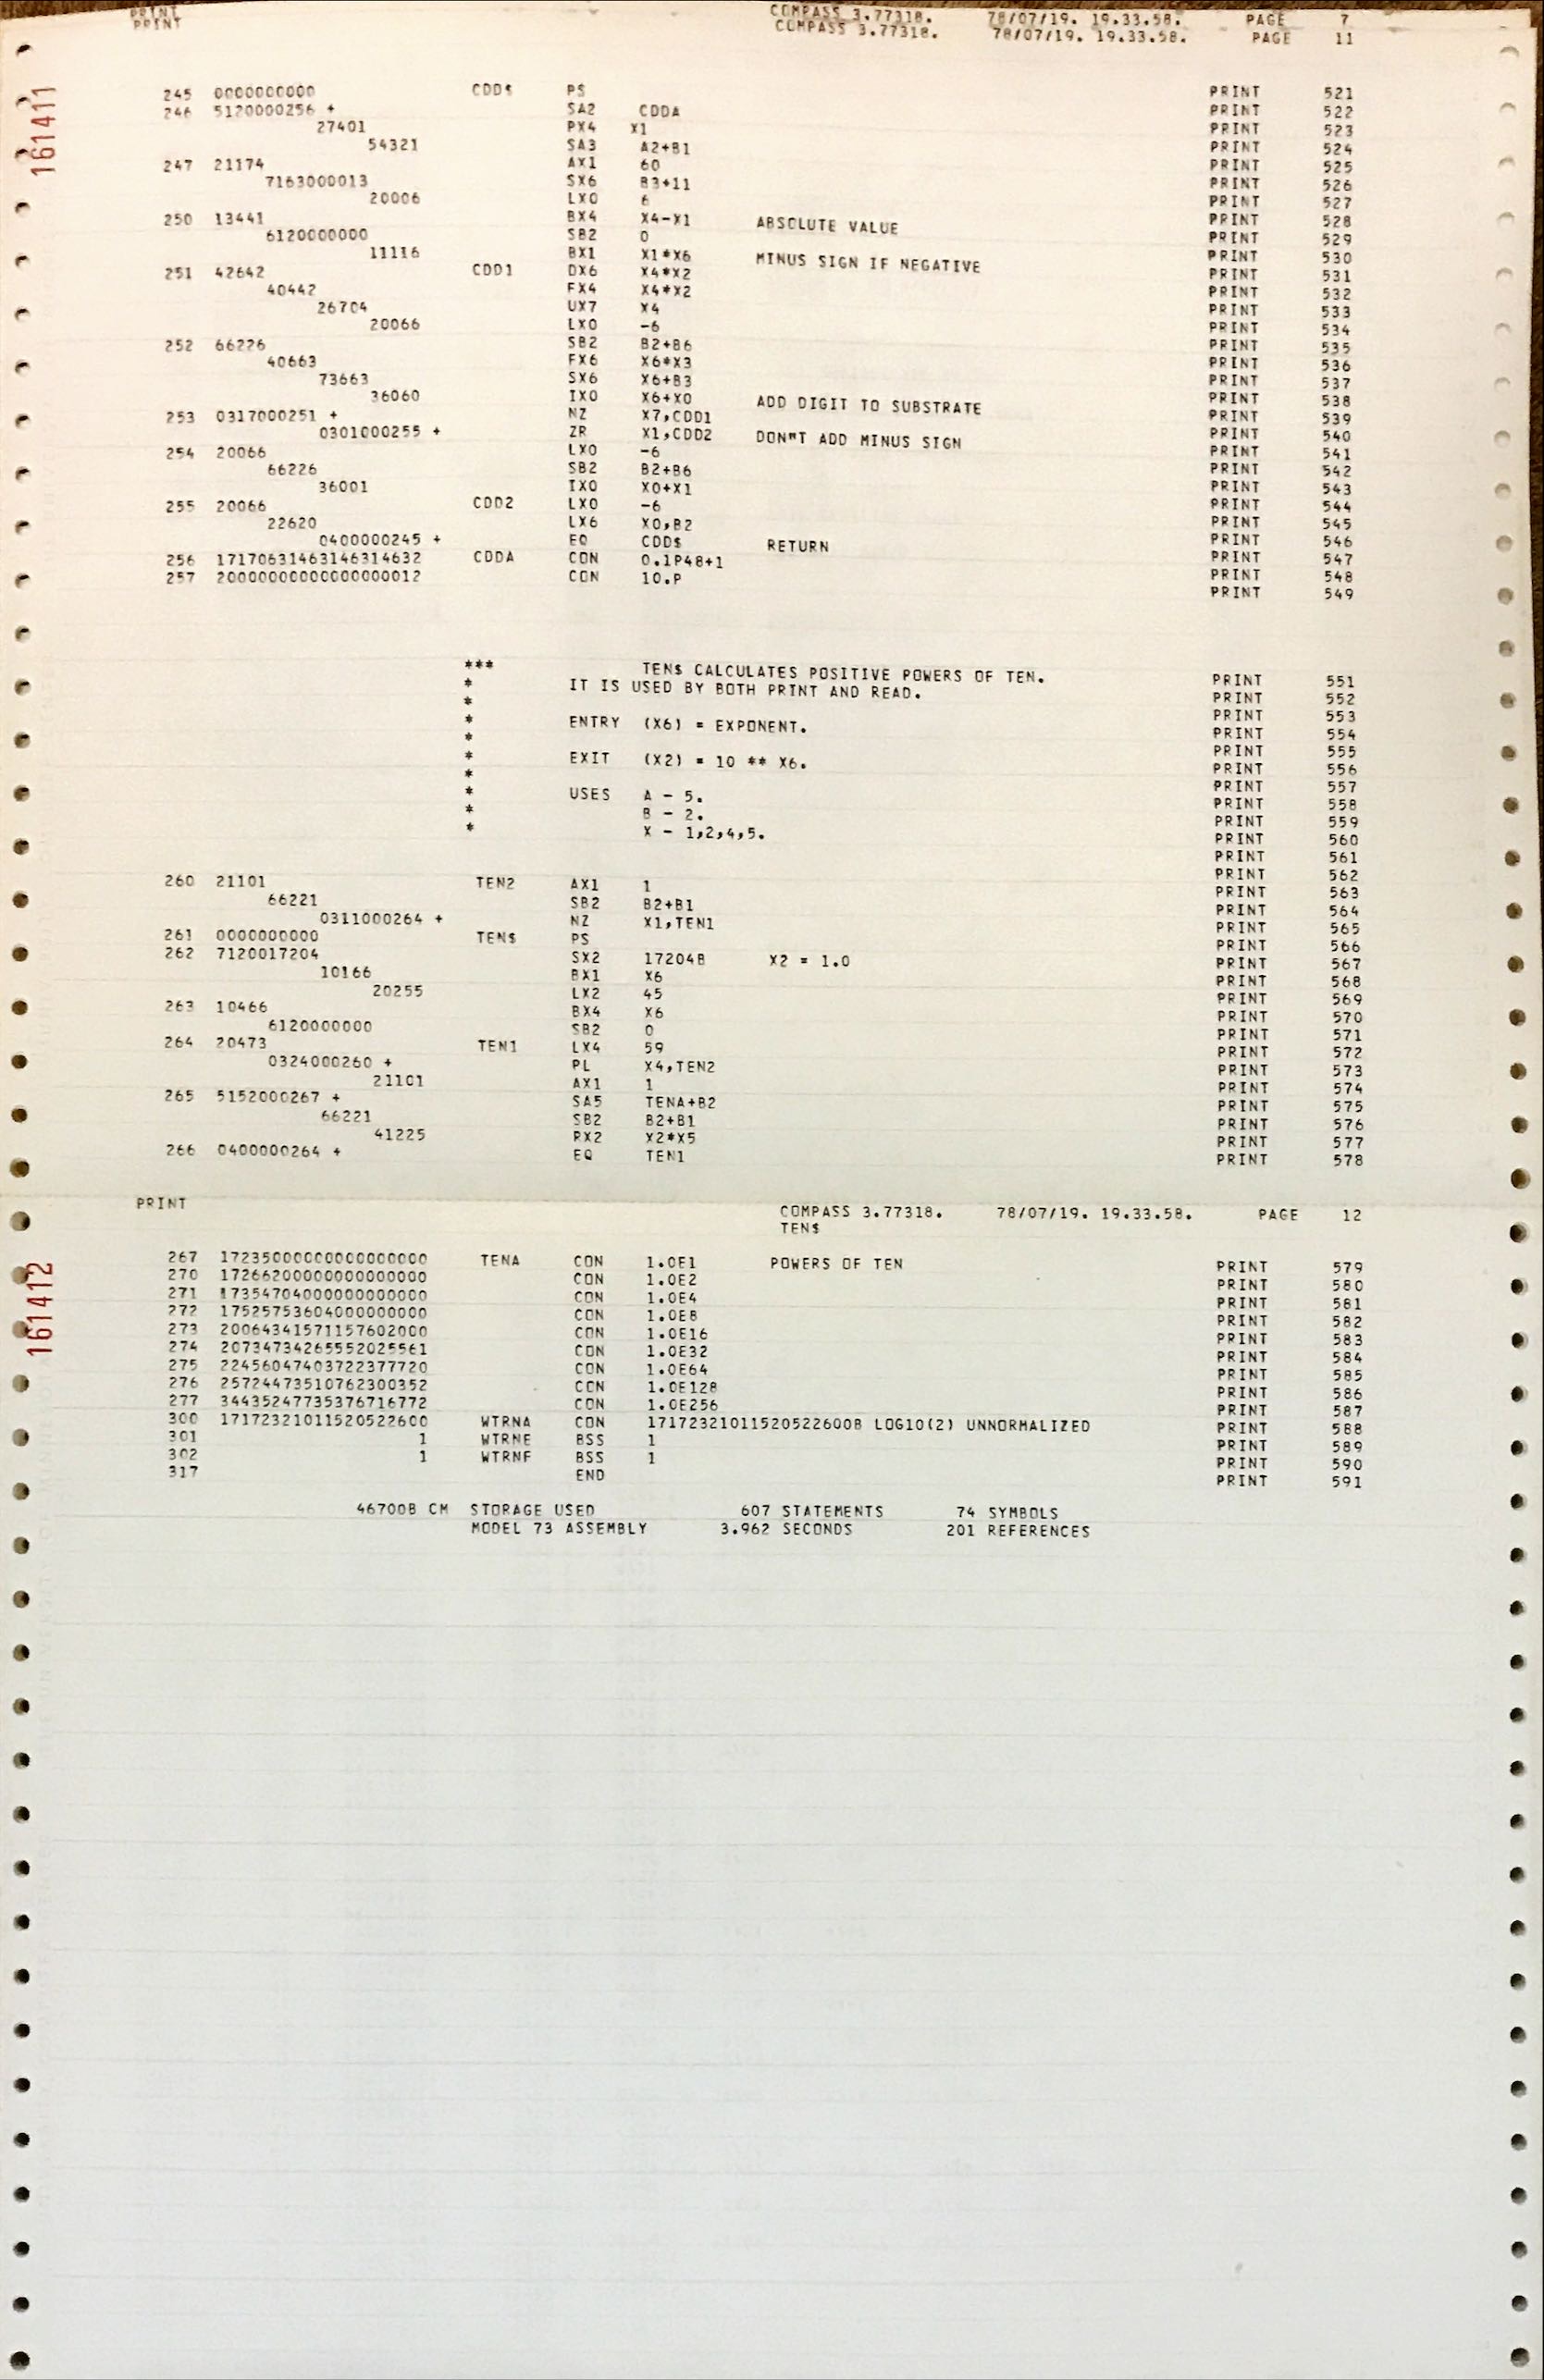 PRINT COMPASS 3.77318. 78/07/19. 19.33.58. PAGE 7
PRINT COMPASS 3.77318. 78/07/19. 19.33.58. PAGE 11
161411
245 0000000000 CDD$ PS PRINT 521
246 5120000256 + SA2 CDDA PRINT 522
27401 PX4 X1 PRINT 523
54321 SA3 A2+B1 PRINT 524
247 21174 AX1 60 PRINT 525
7163000013 SX6 B3+11 PRINT 526
20006 LX0 6 PRINT 527
250 13441 BX4 X4-X1 ABSOLUTE VALUE PRINT 528
6120000000 SB2 0 PRINT 529
11116 BX1 X1*X6 MINUS SIGN IF NEGATIVE PRINT 530
251 42642 CDD1 DX6 X4*X2 PRINT 531
40442 FX4 X4*X2 PRINT 532
26704 UX7 X4 PRINT 533
20066 LX0 -6 PRINT 534
252 66226 SB2 B2+B6 PRINT 535
40663 FX6 X6*X3 PRINT 536
73663 SX6 X6+B3 PRINT 537
36060 IX0 X6+X0 ADD DIGIT TO SUBSTRATE PRINT 538
253 0317000251 + NZ X7,CDD1 PRINT 539
0301000255 + ZR X1,CDD2 DON"T ADD MINUS SIGN PRINT 540
254 20066 LX0 -6 PRINT 541
66226 SB2 B2+B6 PRINT 542
36001 IX0 X0+X1 PRINT 543
255 20066 CDD2 LX0 -6 PRINT 544
22620 LX6 X0,B2 PRINT 545
0400000245 + EQ CDD$ RETURN PRINT 546
256 17170631463146314632 CDDA CON 0.1P48+1 PRINT 547
257 20000000000000000012 CON 10.P PRINT 548
PRINT 549
*** TEN$ CALCULATES POSITIVE POWERS OF TEN. PRINT 551
* IT IS USED BY BOTH PRINT AND READ. PRINT 552
* PRINT 553
* ENTRY (X6) = EXPONENT. PRINT 554
* PRINT 555
* EXIT (X2) = 10 ** X6. PRINT 556
* PRINT 557
* USES A - 5. PRINT 558
* B - 2. PRINT 559
* X - 1,2,4,5. PRINT 560
PRINT 561
260 21101 TEN2 AX1 1 PRINT 562
66221 SB2 B2+B1 PRINT 563
0311000264 + NZ X1,TEN1 PRINT 564
261 0000000000 TEN$ PS PRINT 565
262 7120017204 SX2 17204B X2 = 1.0 PRINT 566
10166 BX1 X6 PRINT 567
20255 LX2 45 PRINT 568
263 10466 BX4 X6 PRINT 569
6120000000 SB2 0 PRINT 570
264 20473 TEN1 LX4 59 PRINT 571
0324000260 + PL X4,TEN2 PRINT 572
21101 AX1 1 PRINT 573
265 5152000267 + SA5 TENA+B2 PRINT 574
66221 SB2 B2+B1 PRINT 575
41225 RX2 X2*X5 PRINT 576
266 0400000264 + EQ TEN1 PRINT 577
PRINT 578
PRINT COMPASS 3.77318. 78/07/19. 19.33.58. PAGE 12
TEN$
161412
267 17235000000000000000 TENA CON 1.0E1 POWERS OF TEN PRINT 579
270 17266200000000000000 CON 1.0E2 PRINT 580
271 17354704000000000000 CON 1.0E4 PRINT 581
272 17525753604000000000 CON 1.0E8 PRINT 582
273 20064341571157602000 CON 1.0E16 PRINT 583
274 20734734265552025561 CON 1.0E32 PRINT 584
275 22456047403722377720 CON 1.0E64 PRINT 585
276 25724473510762300352 CON 1.0E128 PRINT 586
277 34435247735376716772 CON 1.0E256 PRINT 587
300 17172321011520522600 WTRNA CON 17172321011520522600B LOG10(2) UNNORMALIZED PRINT 588
301 1 WTRNE BSS 1 PRINT 589
302 1 WTRNF BSS 1 PRINT 590
317 END PRINT 591
46700B CM STORAGE USED 607 STATEMENTS 74 SYMBOLS
MODEL 73 ASSEMBLY 3.962 SECONDS 201 REFERENCES